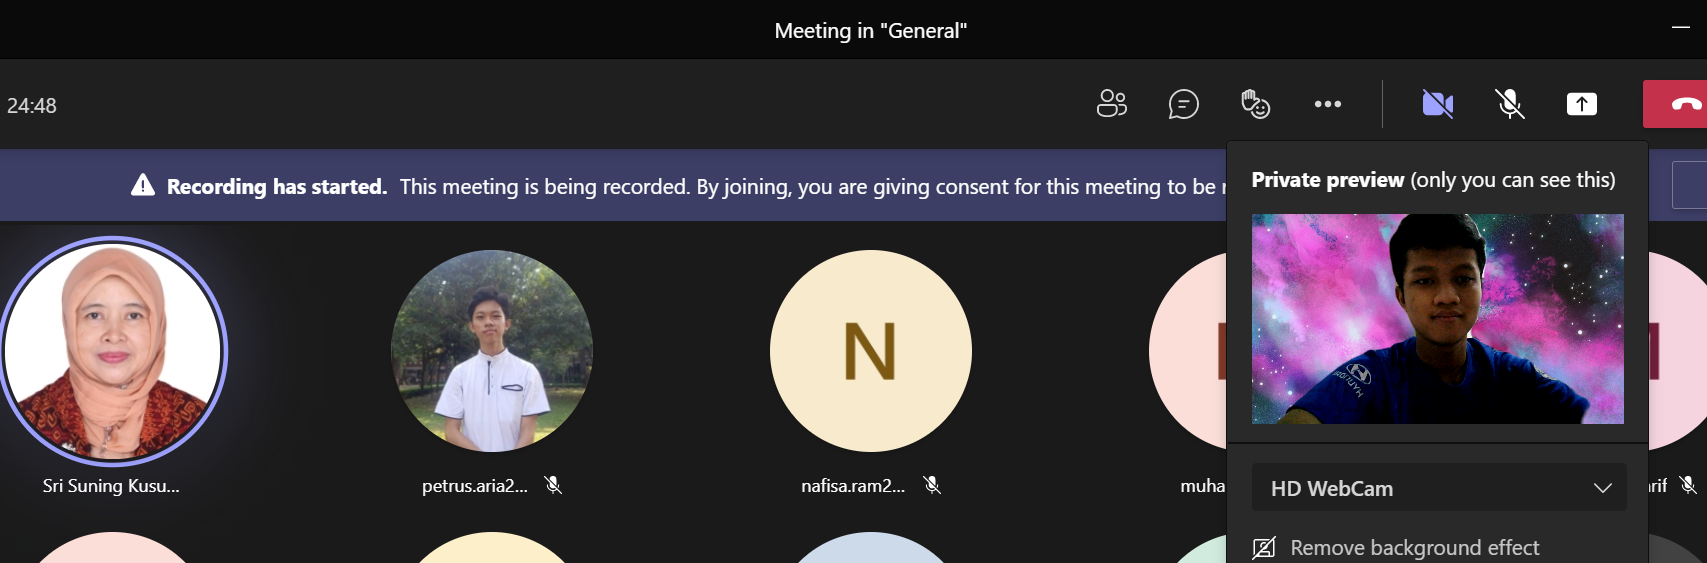 Meeting in "General"
24:48
Recording has started. This meeting is being recorded. By joining, you are giving consent for this meeting to be r
Private preview (only you can see this)
HYUNDAI
N
Sri Suning Kusu...
petrus.aria2...
nafisa.ram2...
muha
rif
HD WebCam
Remove background effect